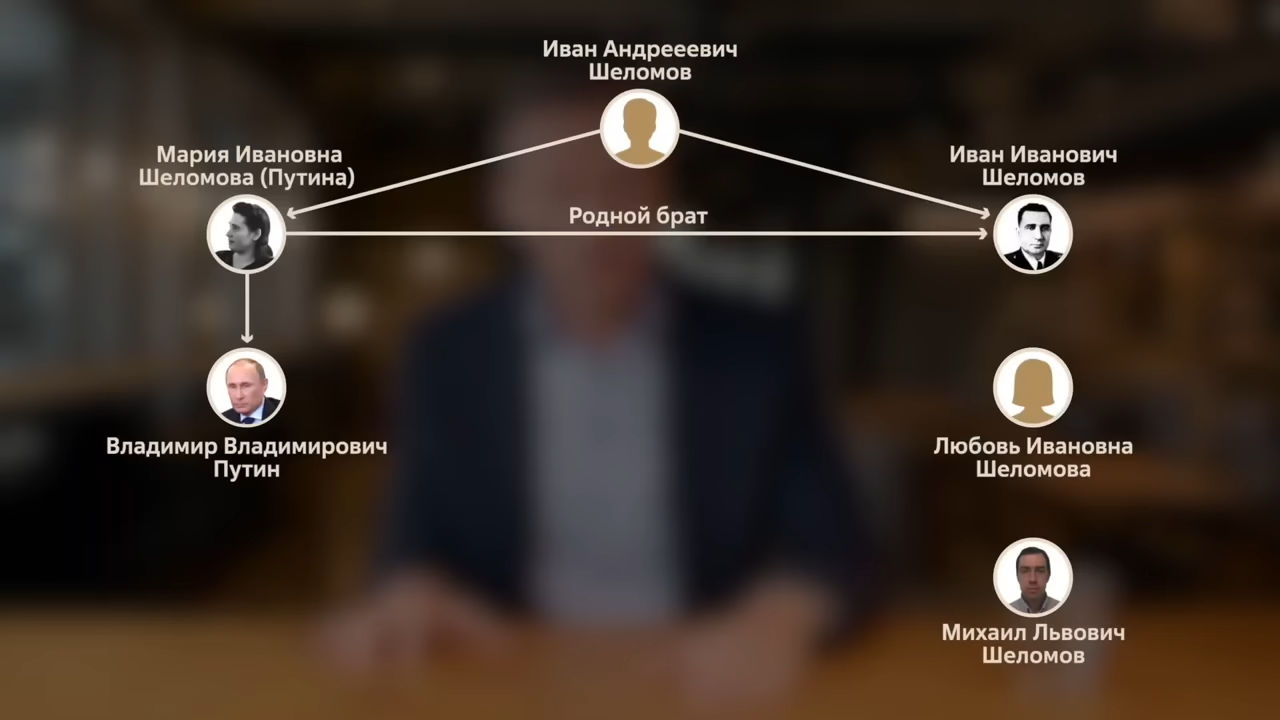 Иван Андрееевич
Шеломов
Мария Ивановна
Шеломова (Путина)
Иван Иванович
Шеломов
Родной брат
Владимир Владимирович
Путин
Любовь Ивановна
Шеломова
Михаил Львович
Шеломов